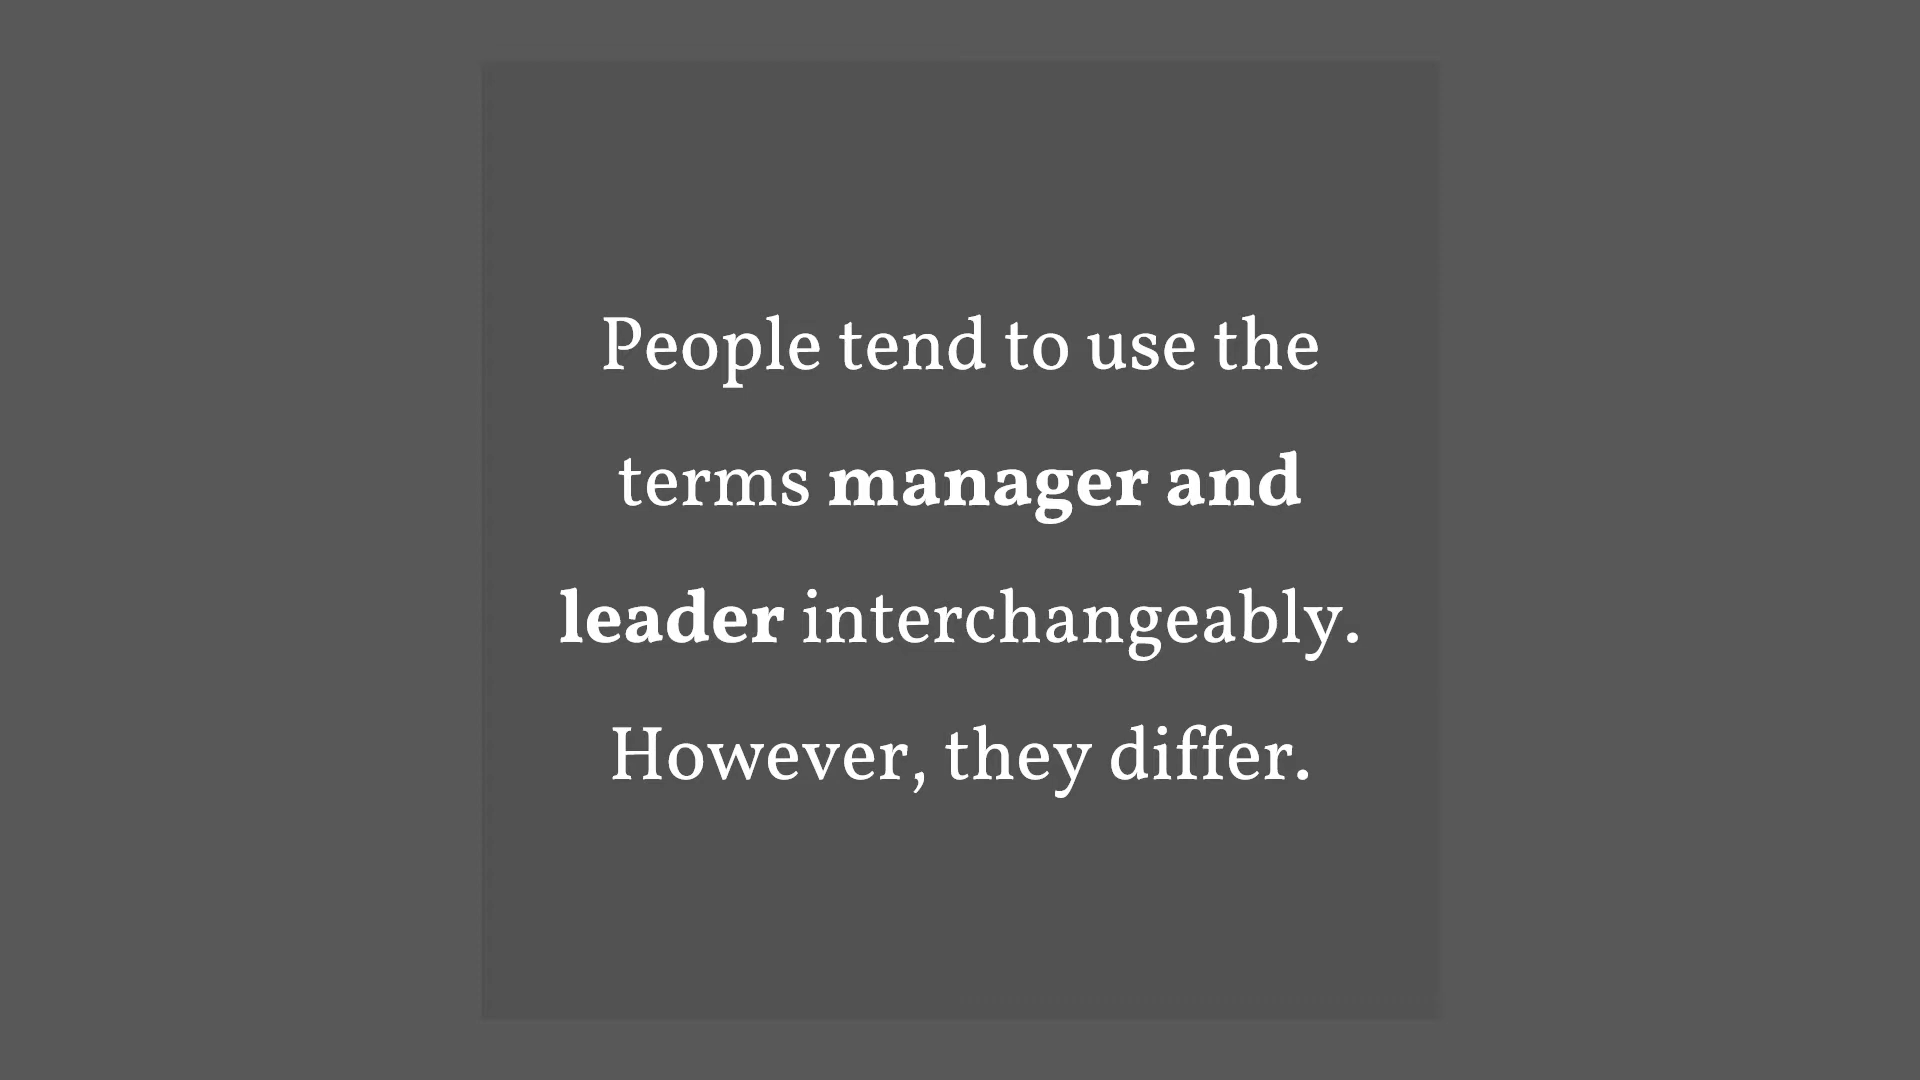 People tend to use the
terms manager and
leader interchangeably.
However, they differ.